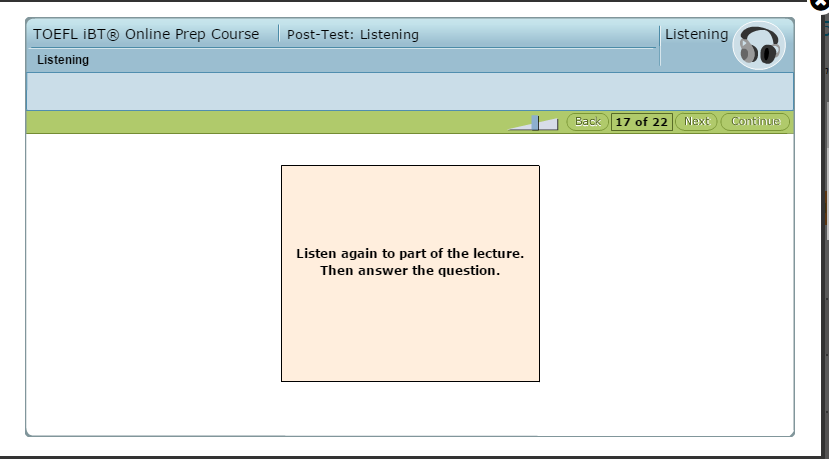 TOEFL iBT® Online Prep Course
Post-Test: Listening
Listening
Listening
Back
17 of 22
Next
Continue
Listen again to part of the lecture.
Then answer the question.